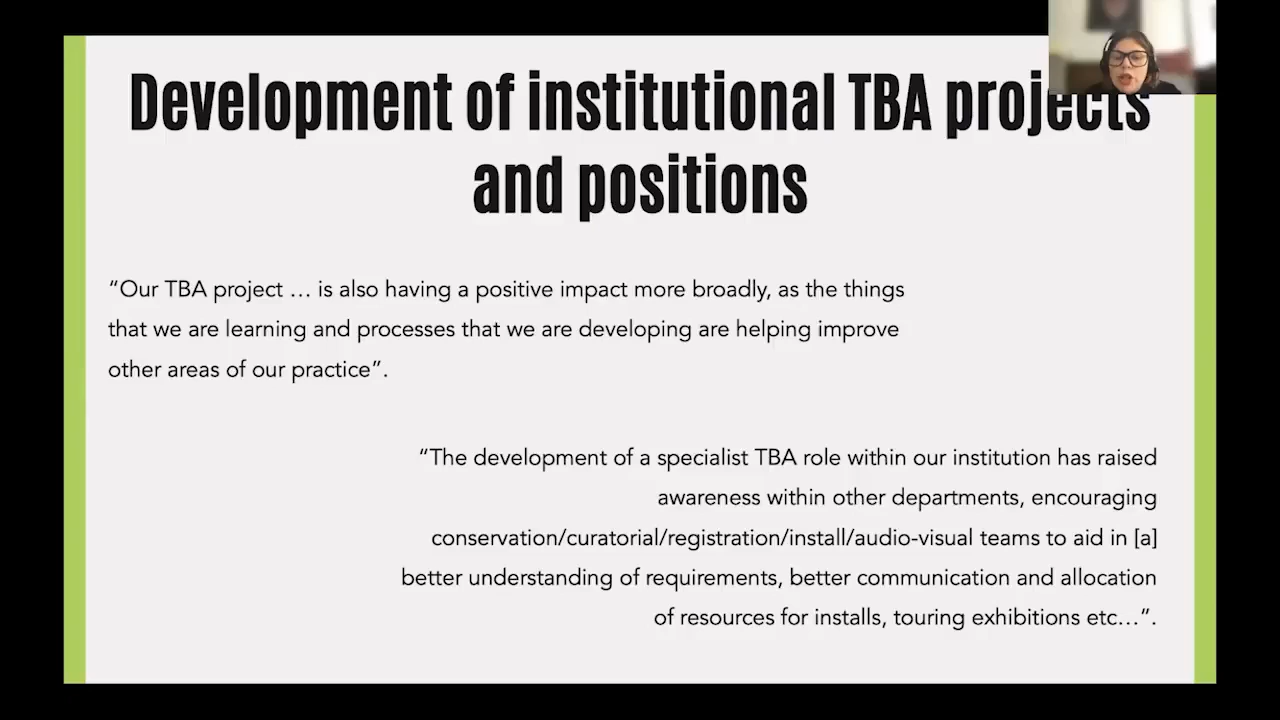 Development of institutional TBA projects
and positions
“Our TBA project … is also having a positive impact more broadly, as the things
that we are learning and processes that we are developing are helping improve
other areas of our practice”.
“The development of a specialist TBA role within our institution has raised
awareness within other departments, encouraging
conservation/curatorial/registration/install/audio-visual teams to aid in [a]
better understanding of requirements, better communication and allocation
of resources for installs, touring exhibitions etc…”.